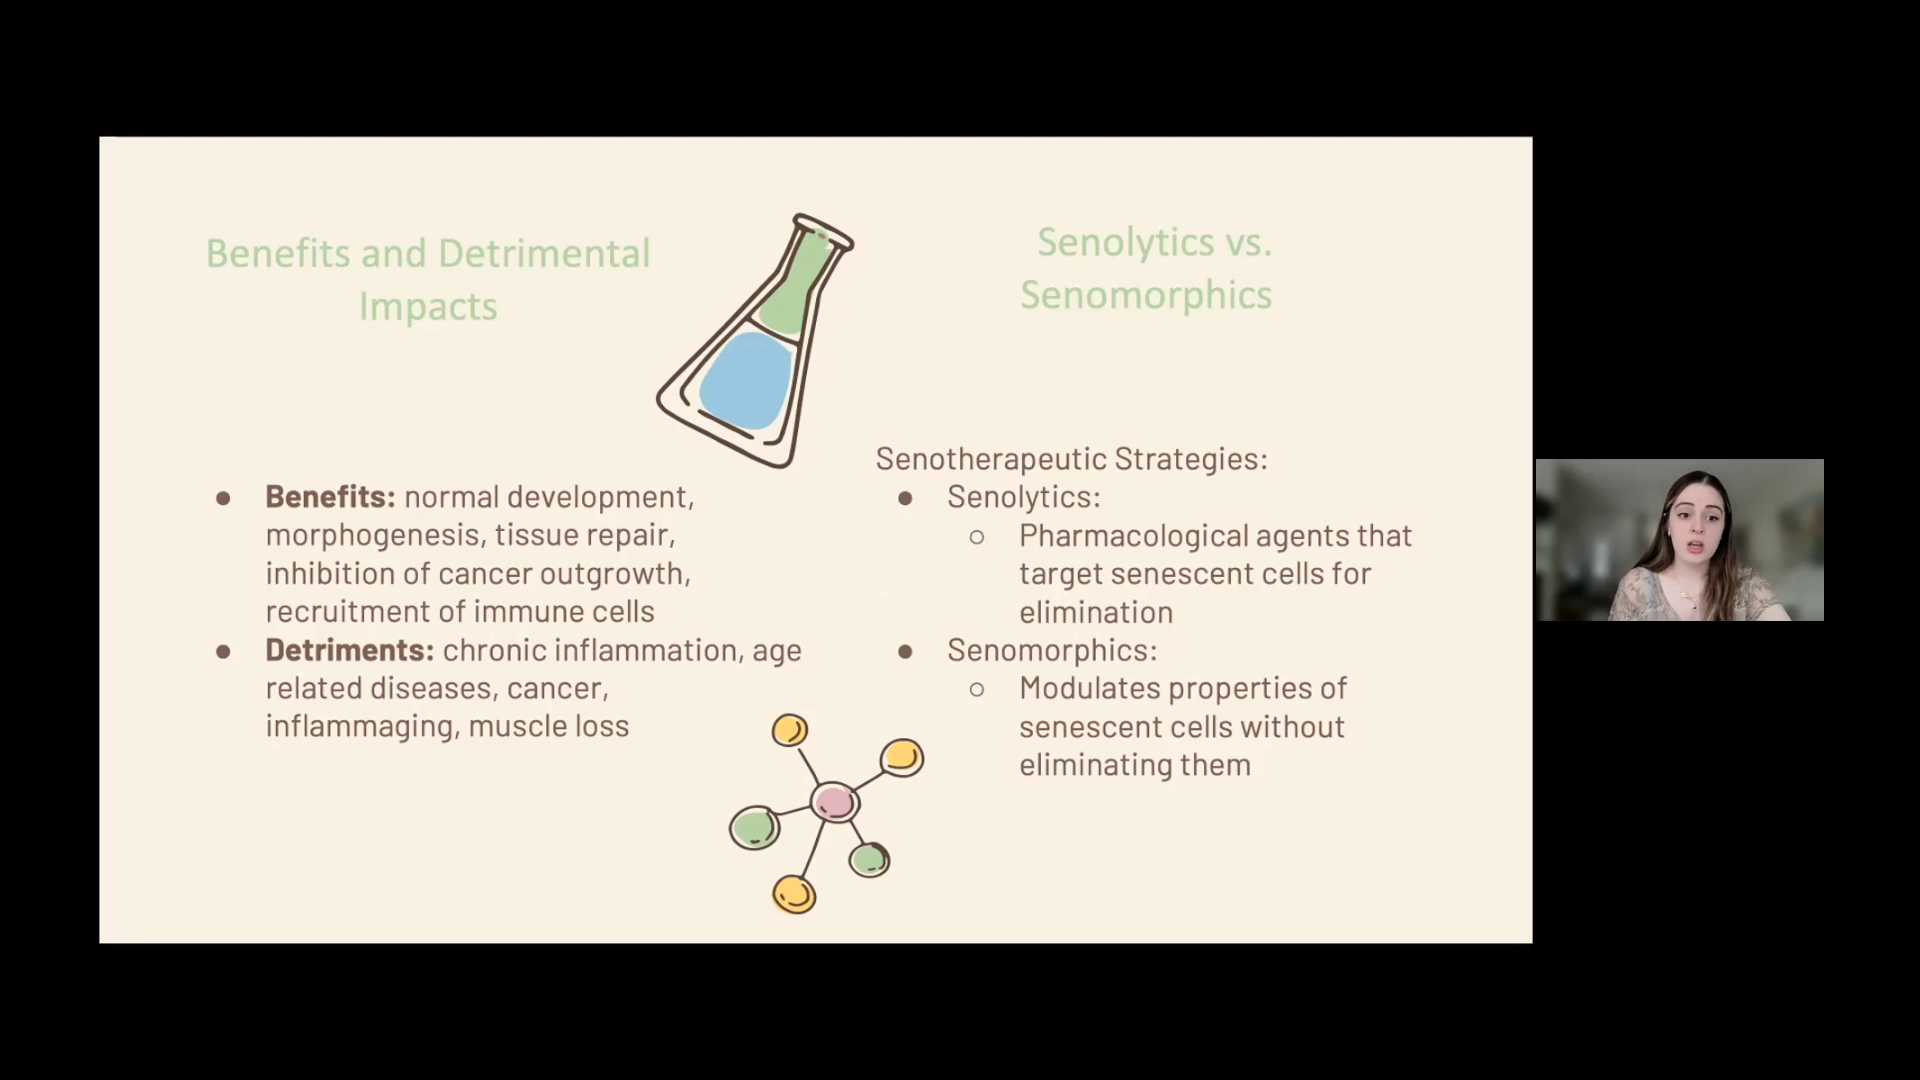 Benefits and Detrimental
Impacts
● Benefits: normal development,
morphogenesis, tissue repair,
inhibition of cancer outgrowth,
recruitment of immune cells
● Detriments: chronic inflammation, age
related diseases, cancer,
inflammaging, muscle loss
Senolytics vs.
Senomorphics
Senotherapeutic Strategies:
● Senolytics:
○ Pharmacological agents that
target senescent cells for
elimination
● Senomorphics:
○ Modulates properties of
senescent cells without
eliminating them